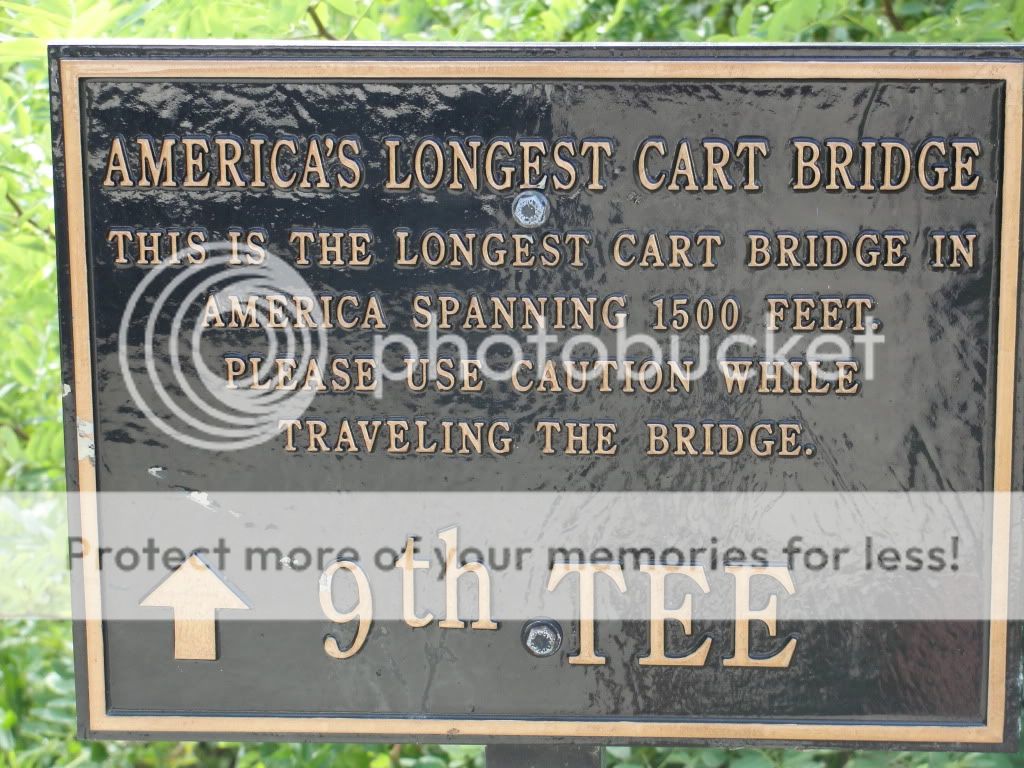 AMERICA'S LONGEST CART BRIDGE
THIS IS THE LONGEST CART BRIDGE IN
AMERICA SPANNING 1500 FEET.
PLEASE USE CAUTION WHILE
TRAVELING THE BRIDGE.
9th TEE
photobucket
Protect more of your memories for less!